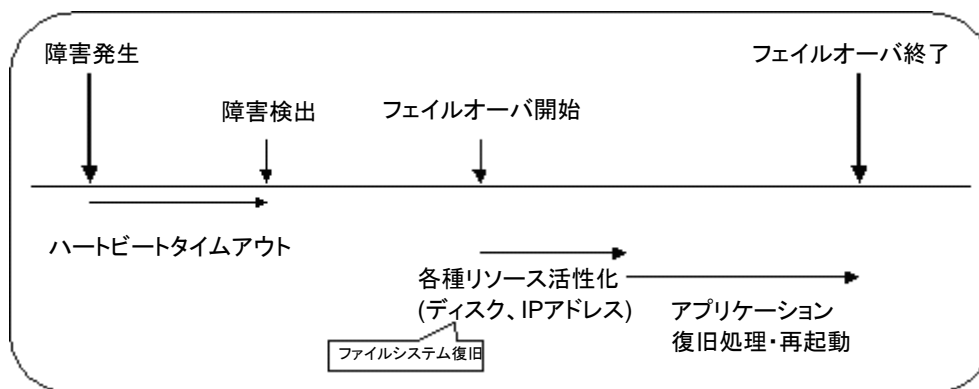 障害発生
フェイルオーバ終了
障害検出
フェイルオーバ開始
ハートビートタイムアウト
各種リソース活性化
(ディスク、IPアドレス)
アプリケーション
復旧処理・再起動
ファイルシステム復旧